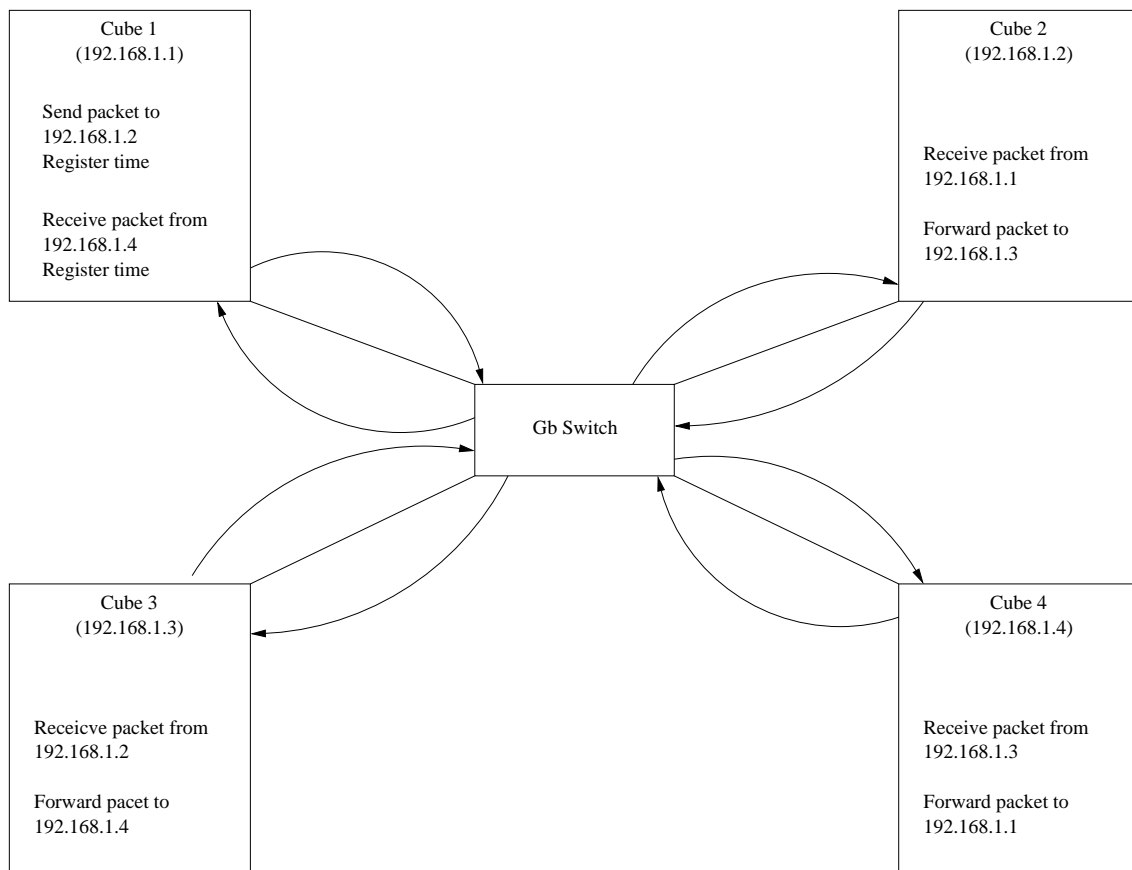 Cube 1
(192.168.1.1)
Send packet to
192.168.1.2
Register time
Receive packet from
192.168.1.4
Register time
Cube 2
(192.168.1.2)
Receive packet from
192.168.1.1
Forward packet to
192.168.1.3
Gb Switch
Cube 3
(192.168.1.3)
Receicve packet from
192.168.1.2
Forward pacet to
192.168.1.4
Cube 4
(192.168.1.4)
Receive packet from
192.168.1.3
Forward packet to
192.168.1.1